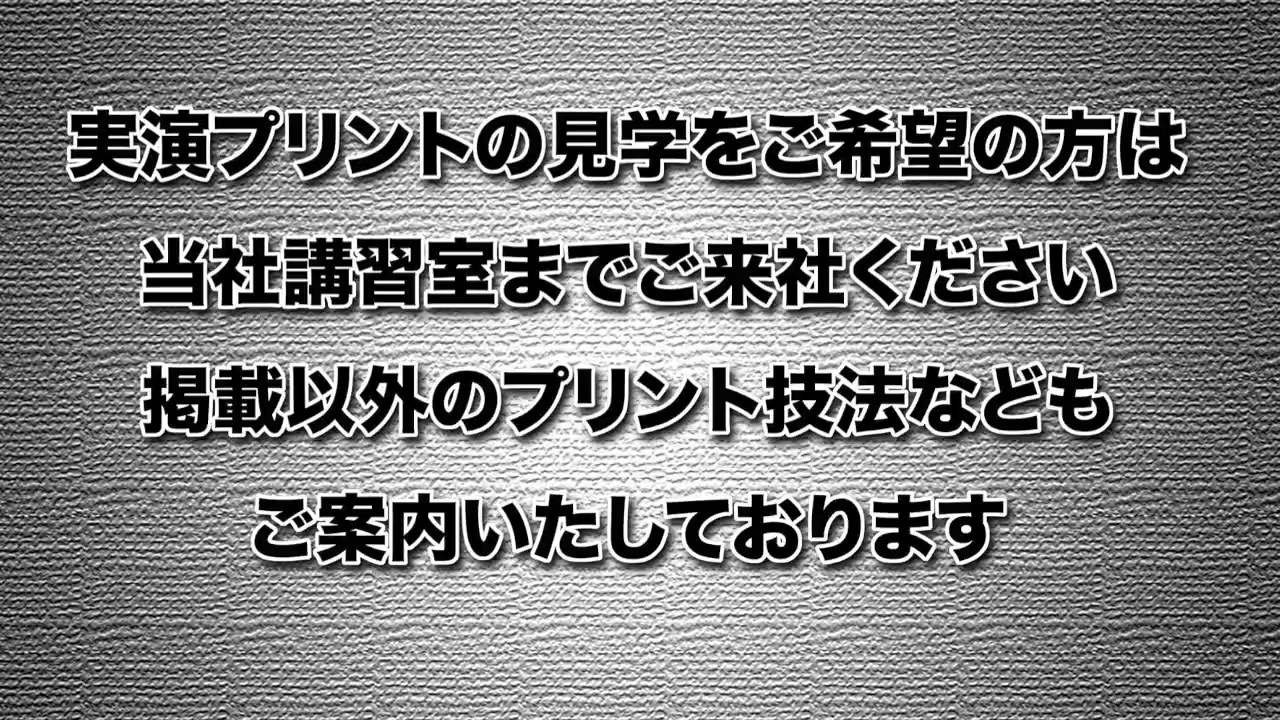 実演プリントの見学をご希望の方は
当社講習室までご来社ください
掲載以外のプリント技法なども
ご案内いたしております